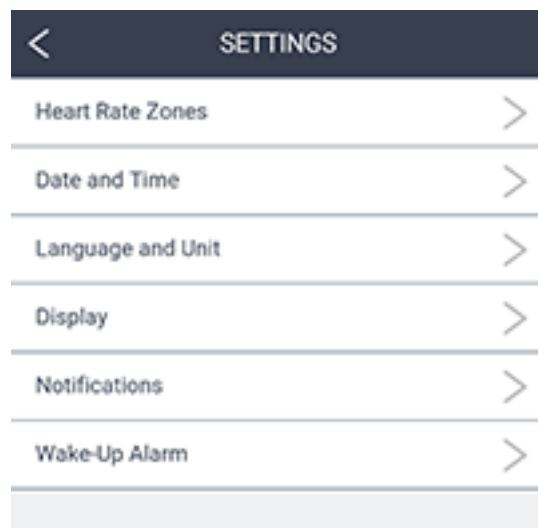 SETTINGS
Heart Rate Zones
Date and Time
Language and Unit
Display
Notifications
Wake-Up Alarm